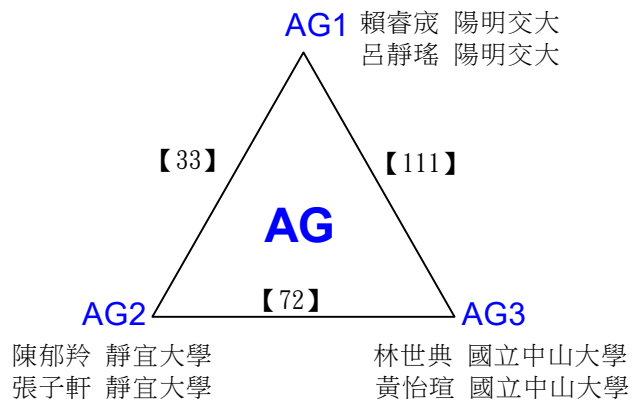 AG1 賴睿宬 陽明交大
呂靜瑤 陽明交大
【33】 【111】
AG
【72】
AG2 AG3
陳郁羚 靜宜大學 林世典 國立中山大學
張子軒 靜宜大學 黃怡瑄 國立中山大學